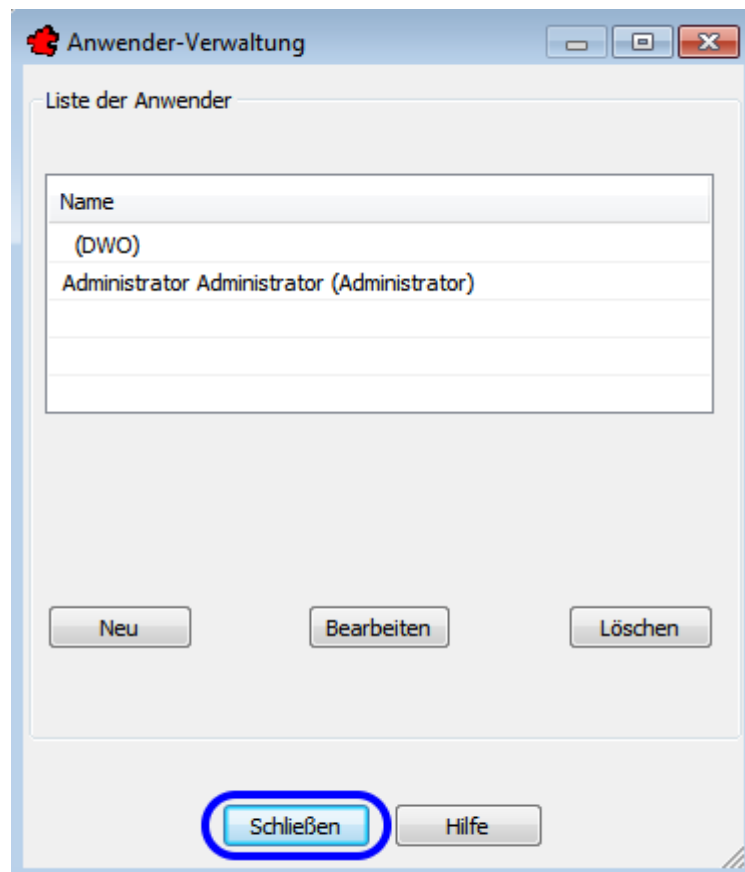 Anwender-Verwaltung
Liste der Anwender
Name
(DWO)
Administrator Administrator (Administrator)
Neu Bearbeiten Löschen
Schließen Hilfe